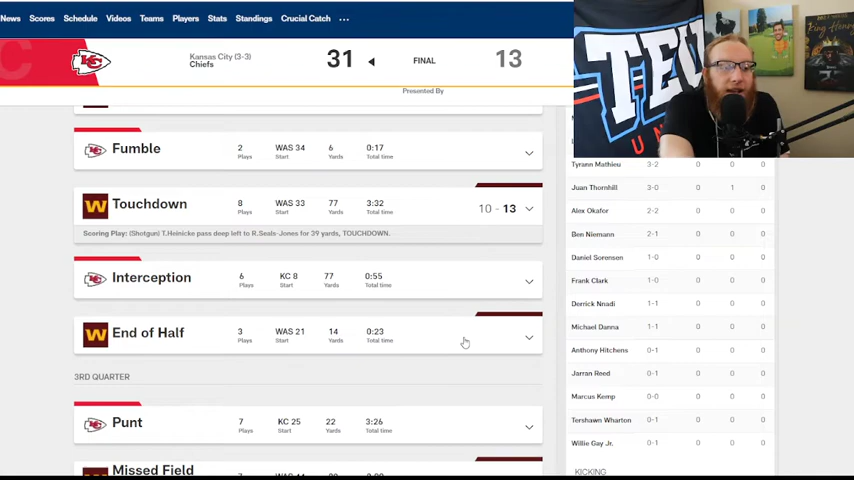 News Scores Schedule Videos Teams Players Stats Standings Crucial Catch ...
Kansas City (3-3)
Chiefs
31 FINAL 13
Presented By
Fumble 2 WAS 34 6 0:17
Plays Start Yards Total time
Touchdown 8 WAS 33 77 3:32 10 - 13
Plays Start Yards Total time
Scoring Play: (Shotgun) T.Heinicke pass deep left to R.Seals-Jones for 39 yards, TOUCHDOWN.
Interception 6 KC 8 77 0:55
Plays Start Yards Total time
W End of Half 3 WAS 21 14 0:23
Plays Start Yards Total time
3RD QUARTER
Punt 7 KC 25 22 3:26
Plays Start Yards Total time
Missed Field
Tyrann Mathieu 3-2 0 0 0
Juan Thornhill 3-0 0 1 0
Alex Okafor 2-2 0 0 0
Ben Niemann 2-1 0 0 0
Daniel Sorenson 1-0 0 0 0
Frank Clark 1-0 0 0 0
Derrick Nnadi 1-1 0 0 0
Michael Danna 1-1 0 0 0
Anthony Hitchens 0-1 0 0 0
Jarran Reed 0-1 0 0 0
Marcus Kemp 0-0 0 0 0
Tershawn Wharton 0-1 0 0 0
Willie Gay Jr. 0-1 0 0 0
KICKING
KING HENRY